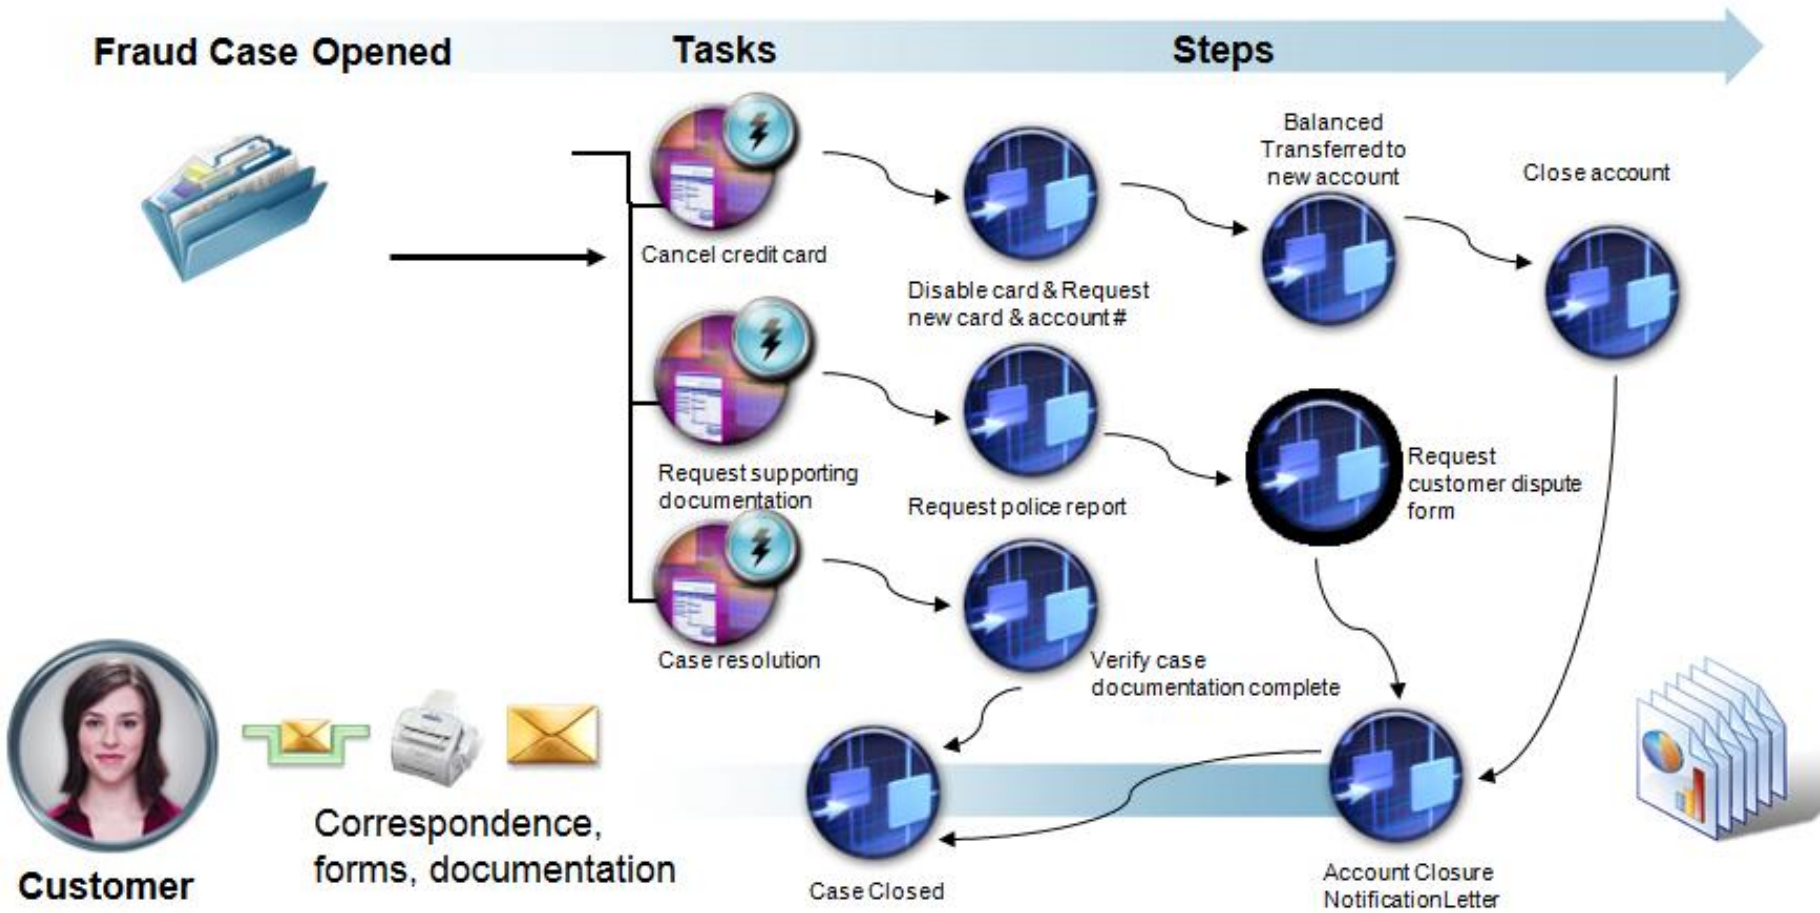 Fraud Case Opened
Tasks
Steps
Balanced
Transferred to
new account
Close account
Cancel credit card
Disable card & Request
new card & account #
Request supporting
documentation
Request police report
Request
customer dispute
form
Case resolution
Verify case
documentation complete
Correspondence,
forms, documentation
Customer
Case Closed
Account Closure
Notification Letter